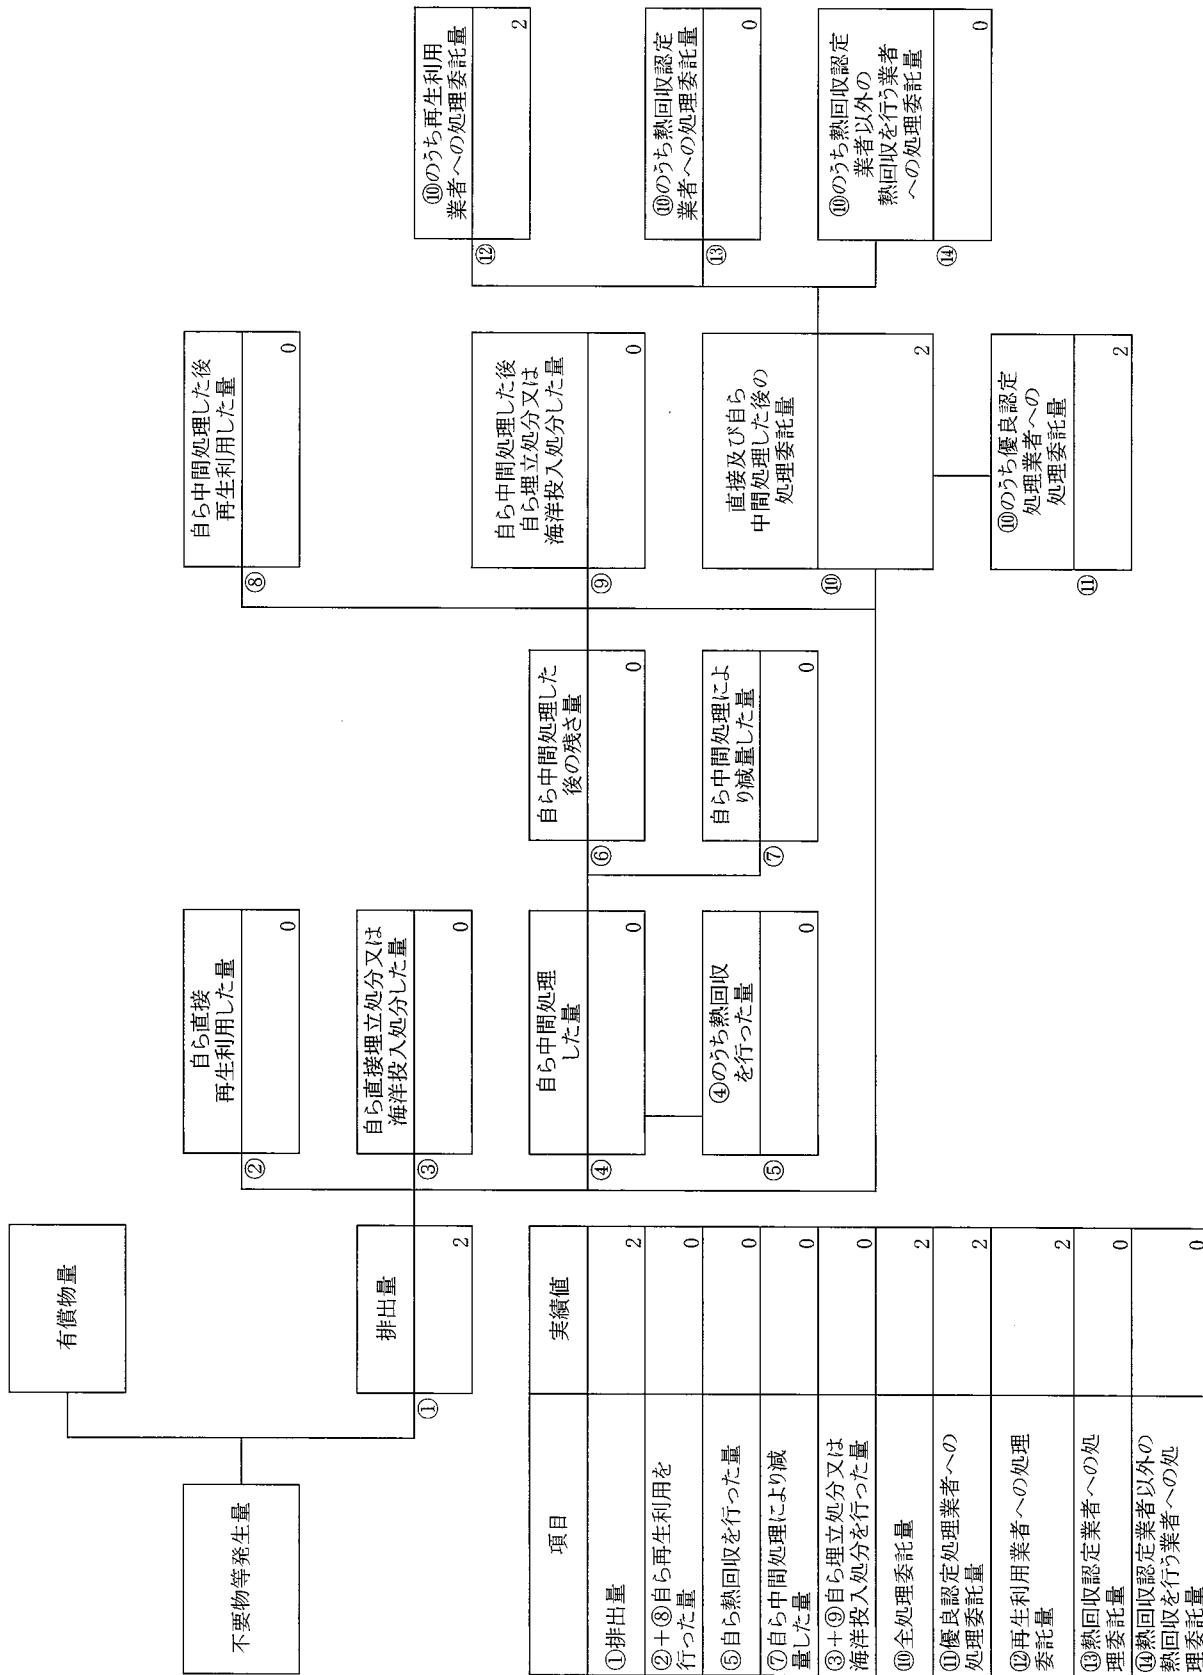 不要物等発生量
有償物量
①
排出量
2
②
自ら直接
再生利用した量
0
③
自ら直接埋立処分又は
海洋投入処分した量
0
④
自ら中間処理
した量
0
⑤
④のうち熱回収
を行った量
0
⑥
自ら中間処理した
後の残さ量
0
⑦
自ら中間処理によ
り減量した量
0
⑧
自ら中間処理した後
再生利用した量
0
⑨
自ら中間処理した後
自ら埋立処分又は
海洋投入処分した量
0
⑩
直接及び自ら
中間処理した後の
処理委託量
2
⑪
⑩のうち優良認定
処理業者への
処理委託量
2
⑫
⑩のうち再生利用
業者への処理委託量
2
⑬
⑩のうち熱回収認定
業者への処理委託量
0
⑭
⑩のうち熱回収認定
業者以外の
熱回収を行う業者
への処理委託量
0
項目
実績値
①排出量
2
②+⑧自ら再生利用を
行った量
0
⑤自ら熱回収を行った量
0
⑦自ら中間処理により減
量した量
0
③+⑨自ら埋立処分又は
海洋投入処分を行った量
0
⑩全処理委託量
2
⑪優良認定処理業者への
処理委託量
2
⑫再生利用業者への処理
委託量
2
⑬熱回収認定業者への処
理委託量
0
⑭熱回収認定業者以外の
熱回収を行う業者への処
理委託量
0